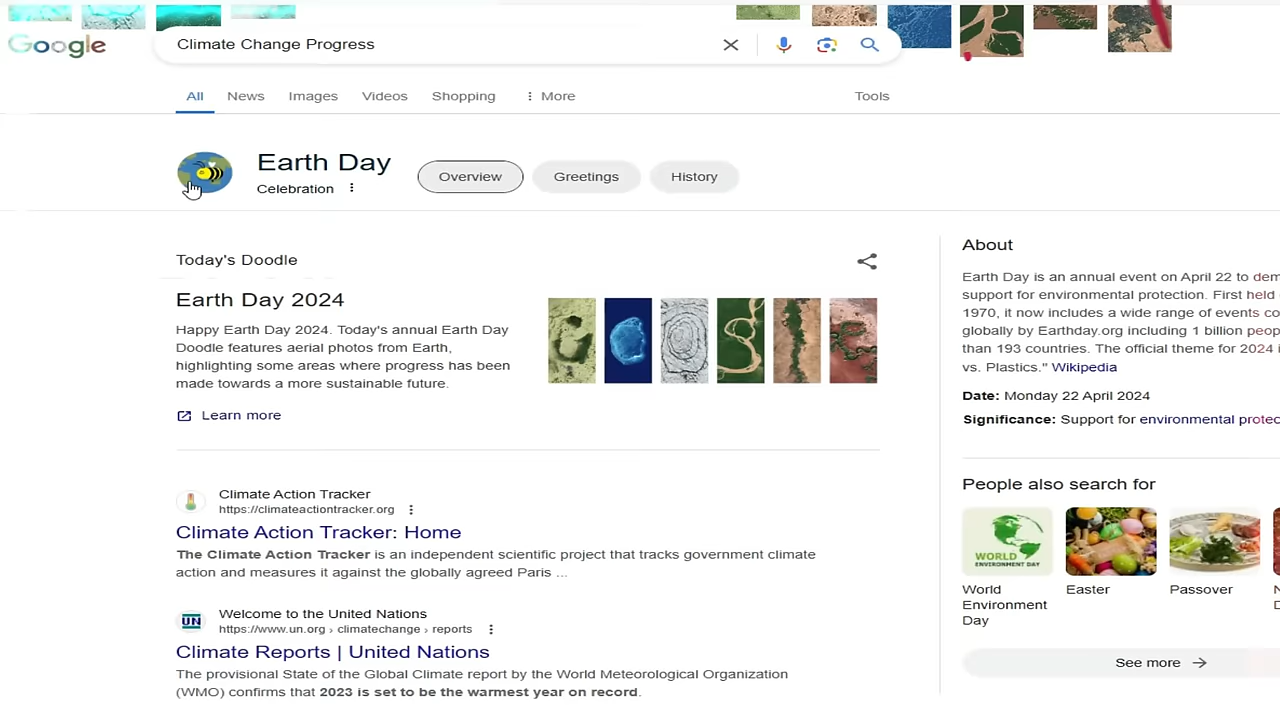 Google
Climate Change Progress
All News Images Videos Shopping More Tools
Earth Day
Celebration
Overview Greetings History
Today's Doodle
Earth Day 2024
Happy Earth Day 2024. Today's annual Earth Day
Doodle features aerial photos from Earth,
highlighting some areas where progress has been
made towards a more sustainable future.
Learn more
Climate Action Tracker
https://climateactiontracker.org
Climate Action Tracker: Home
The Climate Action Tracker is an independent scientific project that tracks government climate
action and measures it against the globally agreed Paris ...
UN
Welcome to the United Nations
https://www.un.org › climatechange › reports
Climate Reports | United Nations
The provisional State of the Global Climate report by the World Meteorological Organization
(WMO) confirms that 2023 is set to be the warmest year on record.
About
Earth Day is an annual event on April 22 to dem
support for environmental protection. First held
1970, it now includes a wide range of events co
globally by Earthday.org including 1 billion peop
than 193 countries. The official theme for 2024 i
vs. Plastics." Wikipedia
Date: Monday 22 April 2024
Significance: Support for environmental protec
People also search for
WORLD
ENVIRONMENT DAY
World
Environment
Day
Easter
Passover
See more